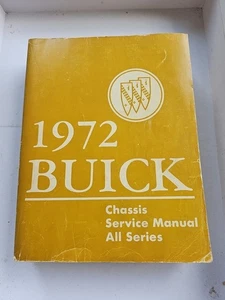 1972
BUICK
Chassis
Service Manual
All Series